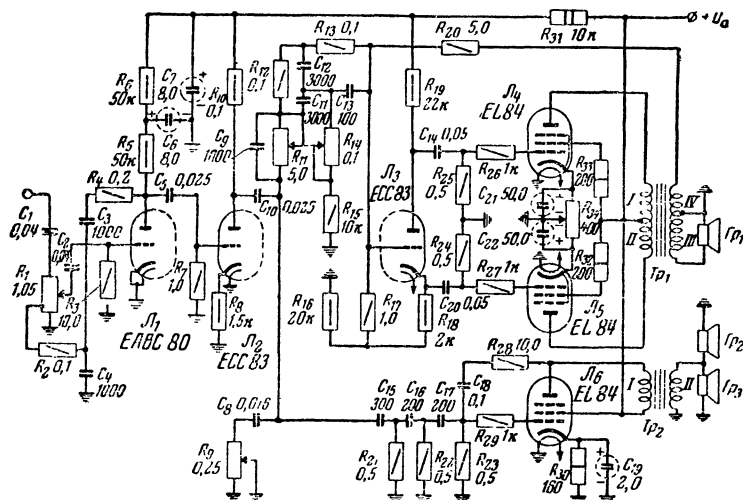 R₁₃ 0,1
R₂₀ 5,0
ϕ + Uₐ
R₃₁ 10к
R₆ 50к
C₇ 8,0
R₁₀ 0,1
R₁₂ 0,1
C₁₂ 3000
C₁₁ 3000
C₁₃ 100
R₁₉ 22к
Л₄ EL84
R₅ 50к
C₆ 8,0
C₉ 1000
R₁₁ 5,0
R₁₄ 0,1
C₁₄ 0,05
R₂₆ 1к
R₃₃ 200
R₄ 0,2
C₅ 0,025
Л₃ ECC83
R₂₅ 0,5
C₂₁ 50,0
R₃₄ 400
I
II
IV
III
Гр₁
Тр₁
C₁ 0,04
C₃ 1000
C₁₀ 0,025
R₁₅ 10к
C₂₂ 50,0
R₂₄ 0,5
R₃₂ 200
C₂
R₁ 1,05
R₃ 10,0
R₇ 1,0
R₈ 1,5к
R₁₆ 20к
R₁₇ 1,0
C₂₀ 0,05
R₂₇ 1к
R₁₈ 2к
Л₅ EL 84
Л₁ EABC 80
Л₂ ECC 83
R₂ 0,1
C₄ 1000
R₂₈ 10,0
Л₆ EL 84
I
II
Гр₂
Гр₃
Тр₂
C₈ 0,016
C₁₅ 300
C₁₆ 200
C₁₇ 200
C₁₈ 0,1
R₂₉ 1к
R₉ 0,25
R₂₁ 0,5
R₂₂ 0,5
R₂₃ 0,5
R₃₀ 160
C₁₉ 2,0